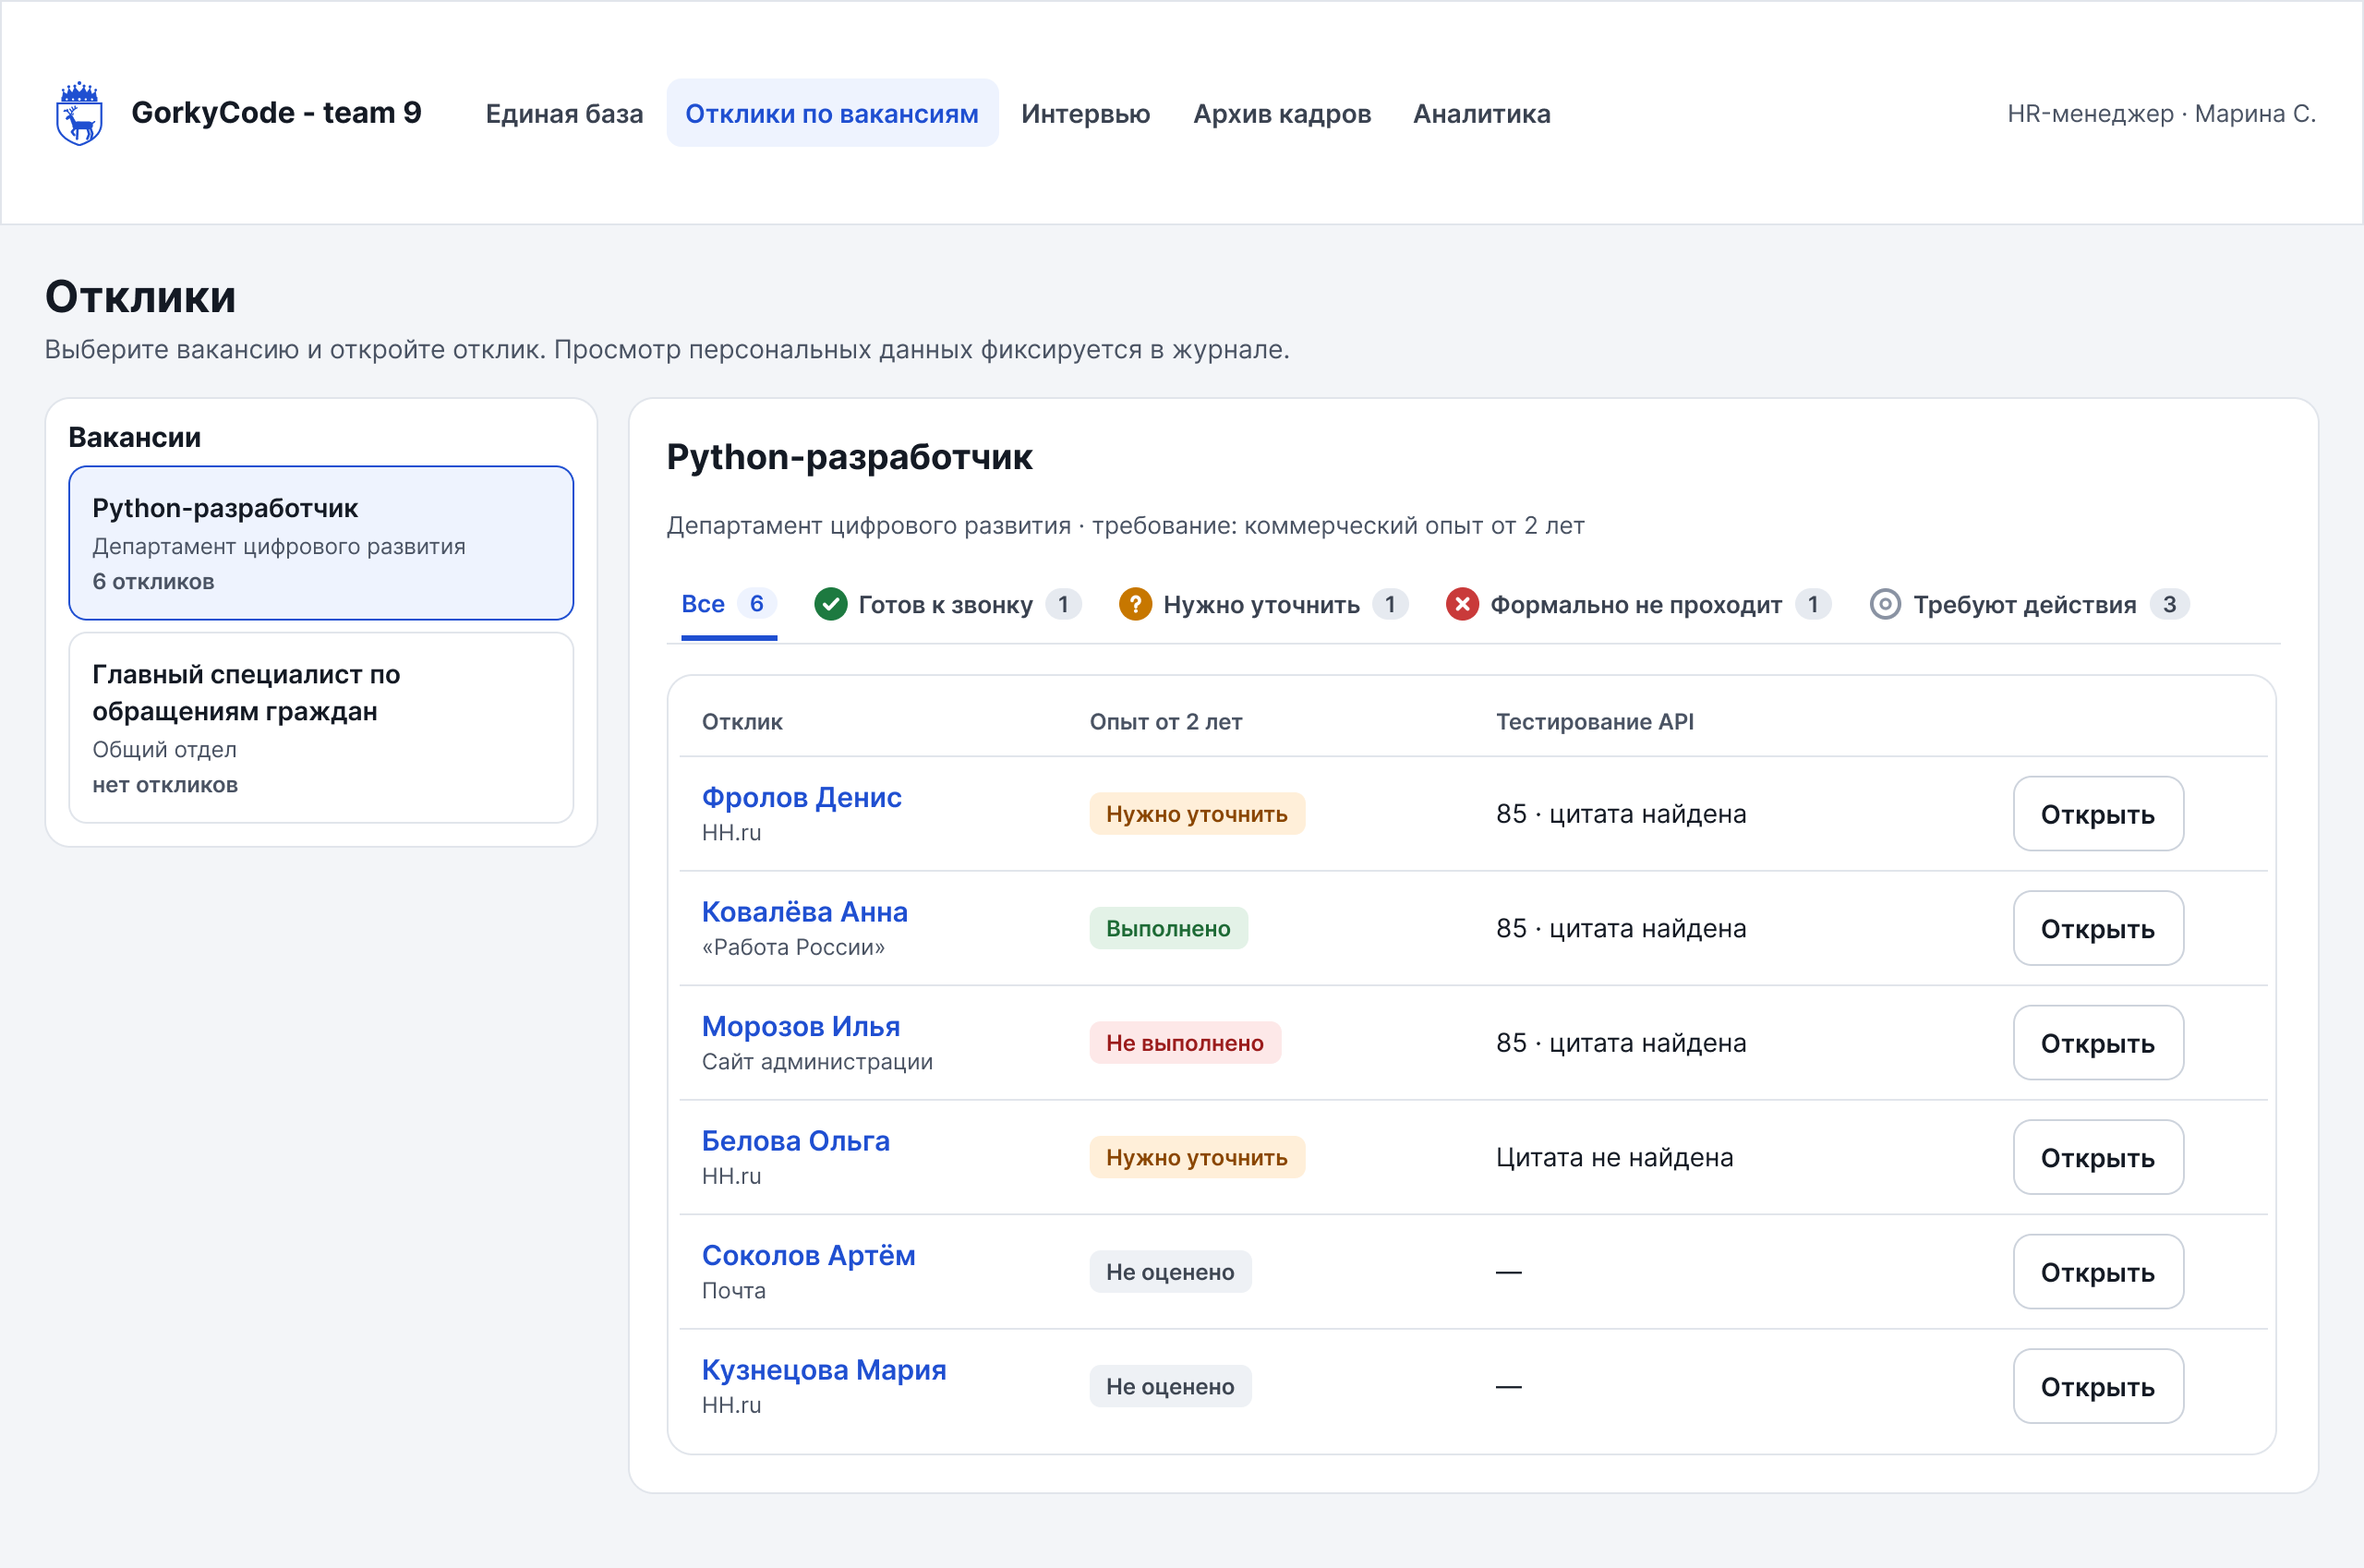 GorkyCode - team 9
Единая база
Отклики по вакансиям
Интервью
Архив кадров
Аналитика
HR-менеджер · Марина С.
Отклики
Выберите вакансию и откройте отклик. Просмотр персональных данных фиксируется в журнале.
Вакансии
Python-разработчик
Департамент цифрового развития
6 откликов
Главный специалист по
обращениям граждан
Общий отдел
нет откликов
Python-разработчик
Департамент цифрового развития · требование: коммерческий опыт от 2 лет
Все 6
Готов к звонку 1
? Нужно уточнить 1
Формально не проходит 1
Требуют действия 3
Отклик
Опыт от 2 лет
Тестирование API
Фролов Денис
HH.ru
Нужно уточнить
85 · цитата найдена
Открыть
Ковалёва Анна
«Работа России»
Выполнено
85 · цитата найдена
Открыть
Морозов Илья
Сайт администрации
Не выполнено
85 · цитата найдена
Открыть
Белова Ольга
HH.ru
Нужно уточнить
Цитата не найдена
Открыть
Соколов Артём
Почта
Не оценено
—
Открыть
Кузнецова Мария
HH.ru
Не оценено
—
Открыть